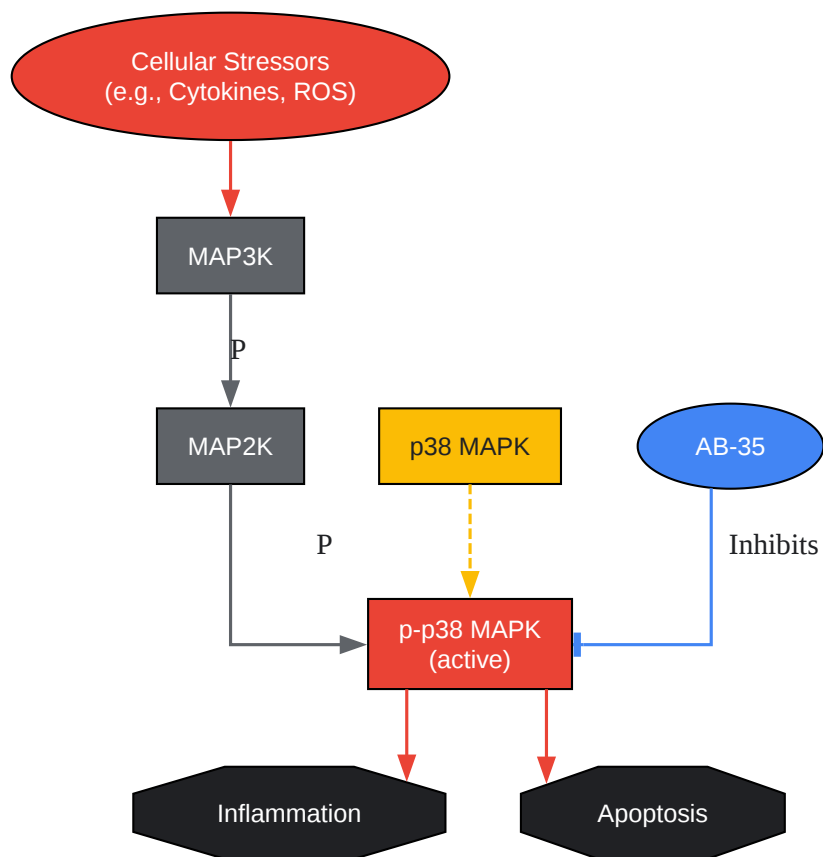 Cellular Stressors
(e.g., Cytokines, ROS)
MAP3K
P
MAP2K
p38 MAPK
AB-35
P
Inhibits
p-p38 MAPK
(active)
Inflammation
Apoptosis